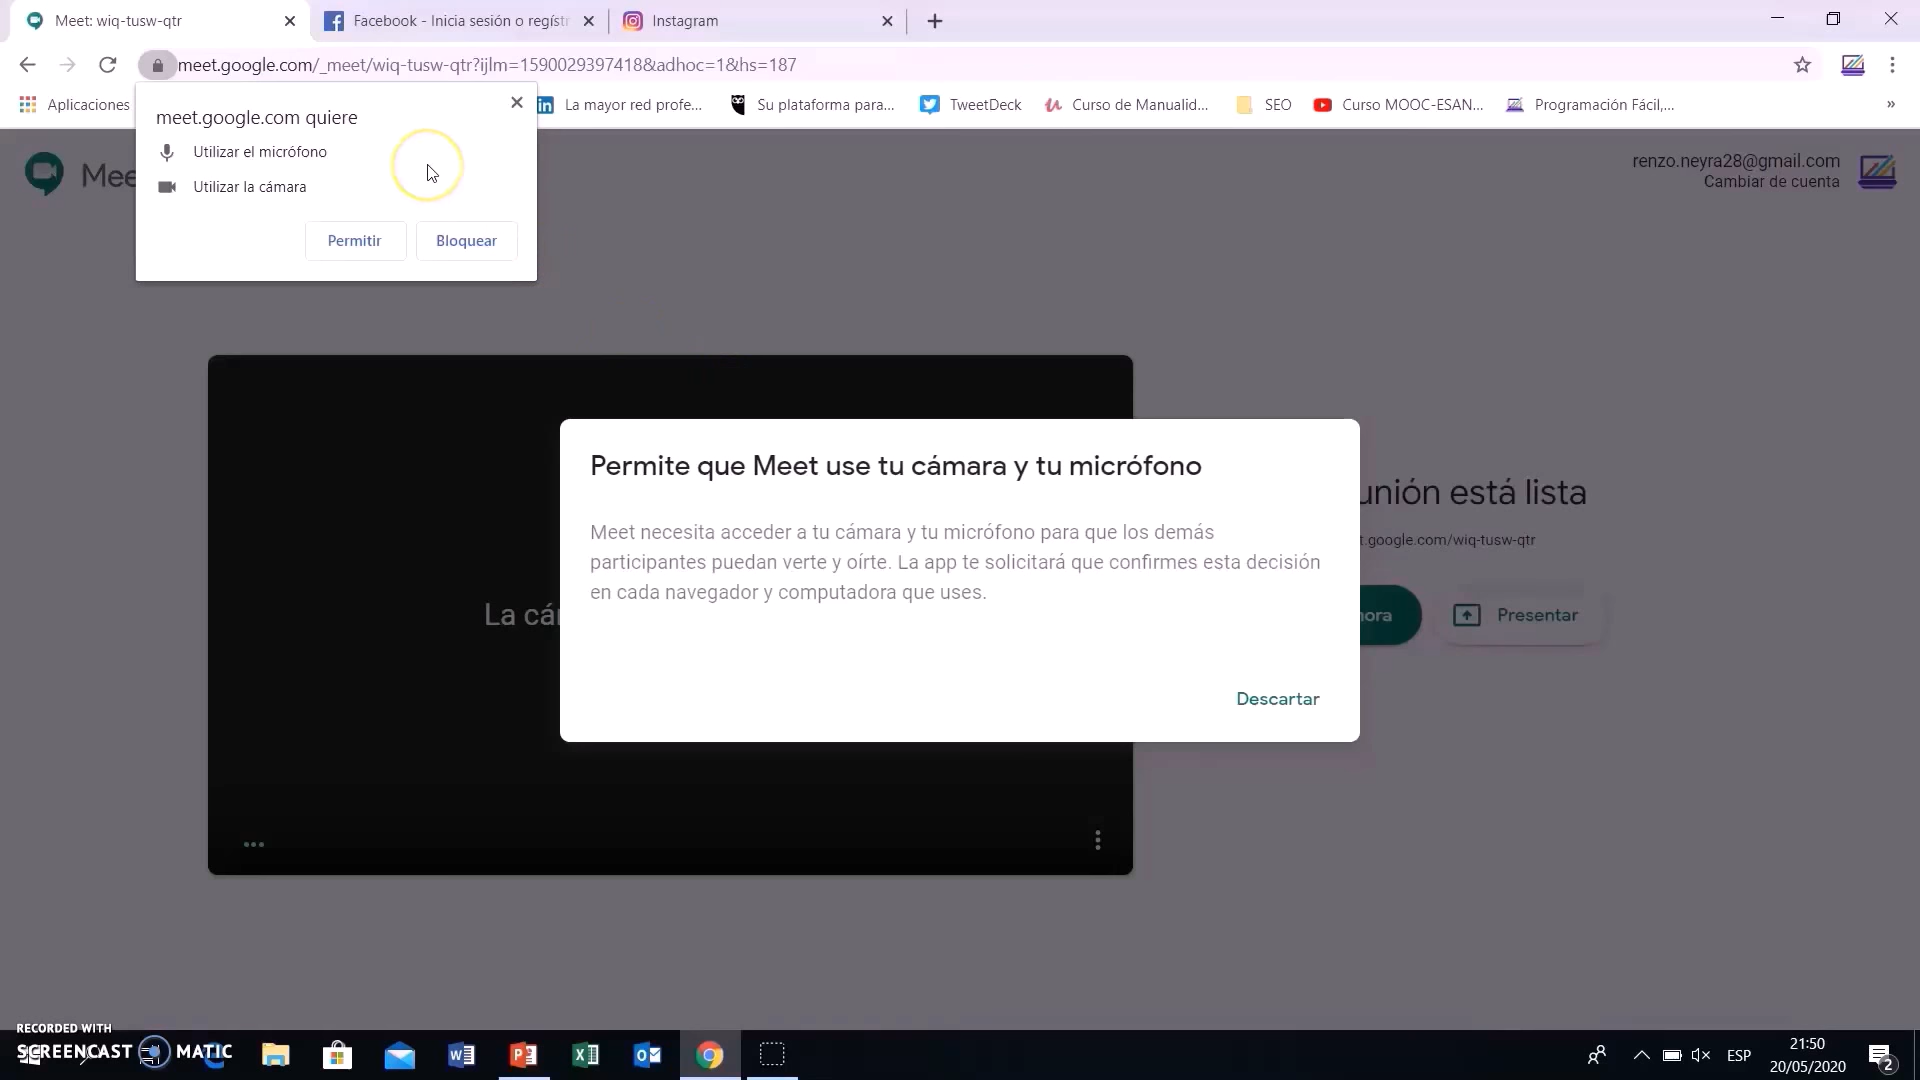 Meet: wiq-tusw-qtr
Facebook - Inicia sesión o regístr
Instagram
meet.google.com/_meet/wiq-tusw-qtr?ijlm=1590029397418&adhoc=1&hs=187
Aplicaciones
La mayor red profe...
Su plataforma para...
TweetDeck
Curso de Manualid...
SEO
Curso MOOC-ESAN...
Programación Fácil,...
»
meet.google.com quiere
Utilizar el micrófono
Utilizar la cámara
Permitir
Bloquear
Mee
renzo.neyra28@gmail.com
Cambiar de cuenta
Permite que Meet use tu cámara y tu micrófono
Meet necesita acceder a tu cámara y tu micrófono para que los demás
participantes puedan verte y oírte. La app te solicitará que confirmes esta decisión
en cada navegador y computadora que uses.
Descartar
La cá
unión está lista
t.google.com/wiq-tusw-qtr
hora
Presentar
RECORDED WITH
SCREENCAST MATIC
ESP
21:50
20/05/2020
2